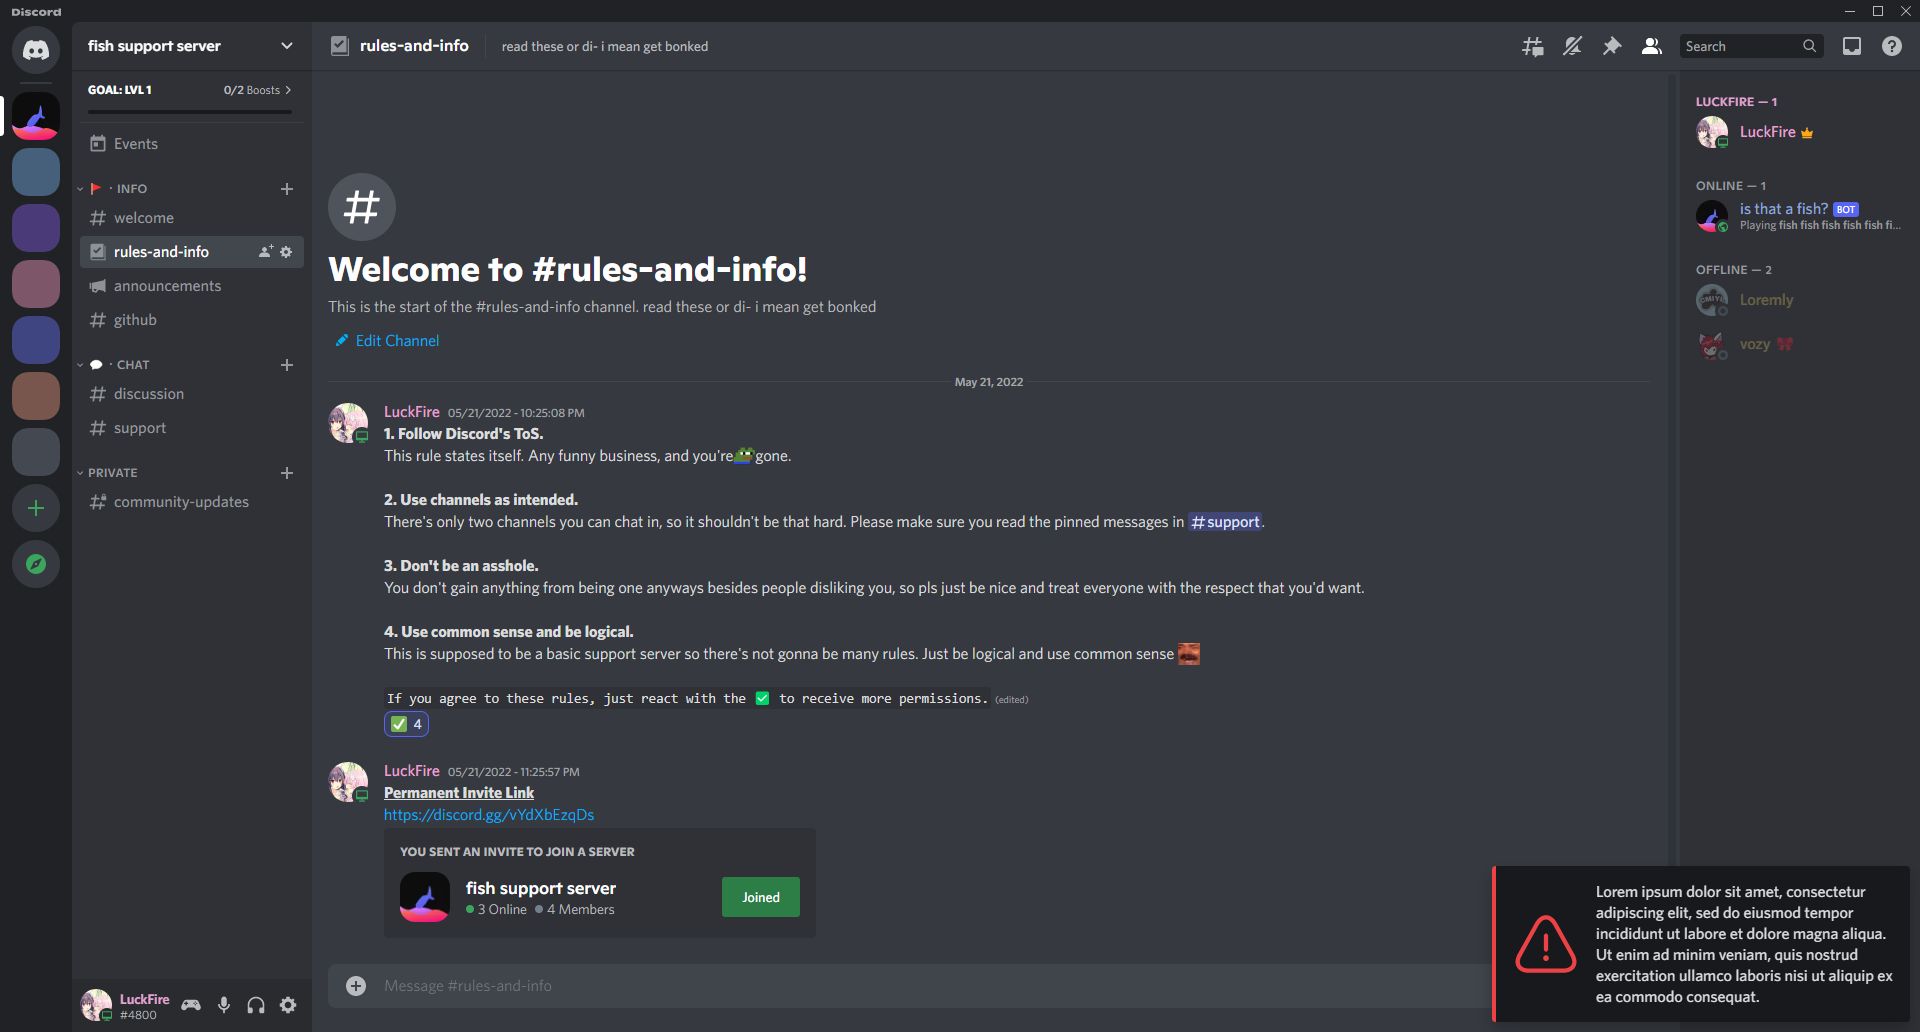 Discord
fish support server
GOAL: LVL 1
0/2 Boosts
Events
INFO
welcome
rules-and-info
announcements
github
CHAT
discussion
support
PRIVATE
community-updates
LuckFire
#4800
rules-and-info
read these or di- i mean get bonked
Search
Welcome to #rules-and-info!
This is the start of the #rules-and-info channel. read these or di- i mean get bonked
Edit Channel
May 21, 2022
LuckFire 05/21/2022 - 10:25:08 PM
1. Follow Discord's ToS.
This rule states itself. Any funny business, and you're gone.
2. Use channels as intended.
There's only two channels you can chat in, so it shouldn't be that hard. Please make sure you read the pinned messages in #support.
3. Don't be an asshole.
You don't gain anything from being one anyways besides people disliking you, so pls just be nice and treat everyone with the respect that you'd want.
4. Use common sense and be logical.
This is supposed to be a basic support server so there's not gonna be many rules. Just be logical and use common sense
If you agree to these rules, just react with the ✅ to receive more permissions. (edited)
✅ 4
LuckFire 05/21/2022 - 11:25:57 PM
Permanent Invite Link
https://discord.gg/vYdXbEzqDs
YOU SENT AN INVITE TO JOIN A SERVER
fish support server
3 Online 4 Members
Joined
Message #rules-and-info
LUCKFIRE — 1
LuckFire
ONLINE — 1
is that a fish? BOT
Playing fish fish fish fish fish fi...
OFFLINE — 2
Loremly
vozy
Lorem ipsum dolor sit amet, consectetur
adipiscing elit, sed do eiusmod tempor
incididunt ut labore et dolore magna aliqua.
Ut enim ad minim veniam, quis nostrud
exercitation ullamco laboris nisi ut aliquip ex
ea commodo consequat.